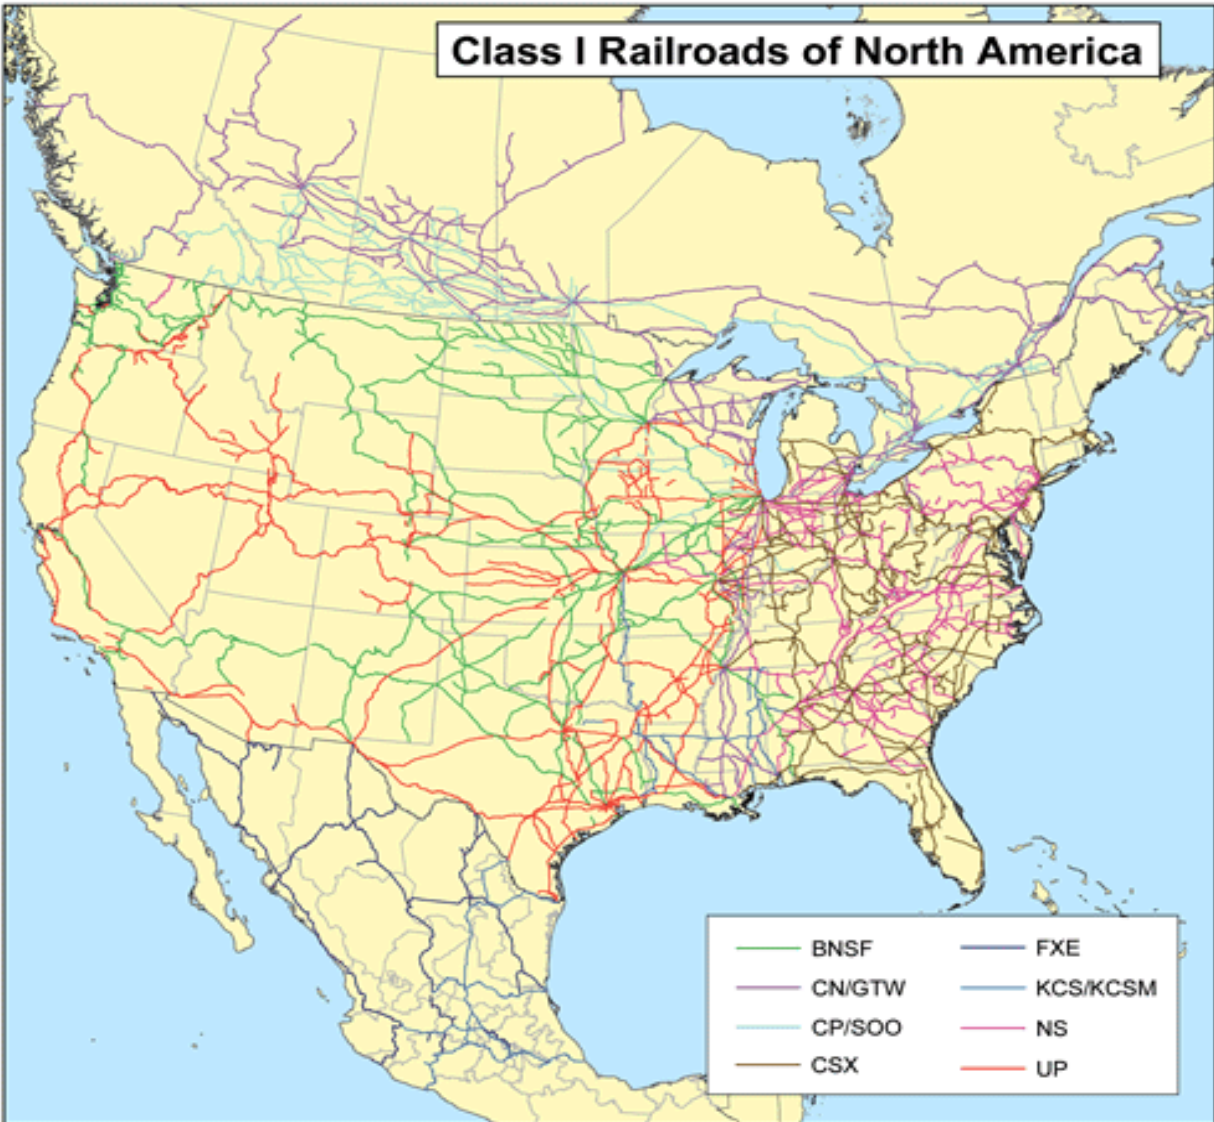 Class I Railroads of North America
BNSF
CN/GTW
CP/SOO
CSX
FXE
KCS/KCSM
NS
UP